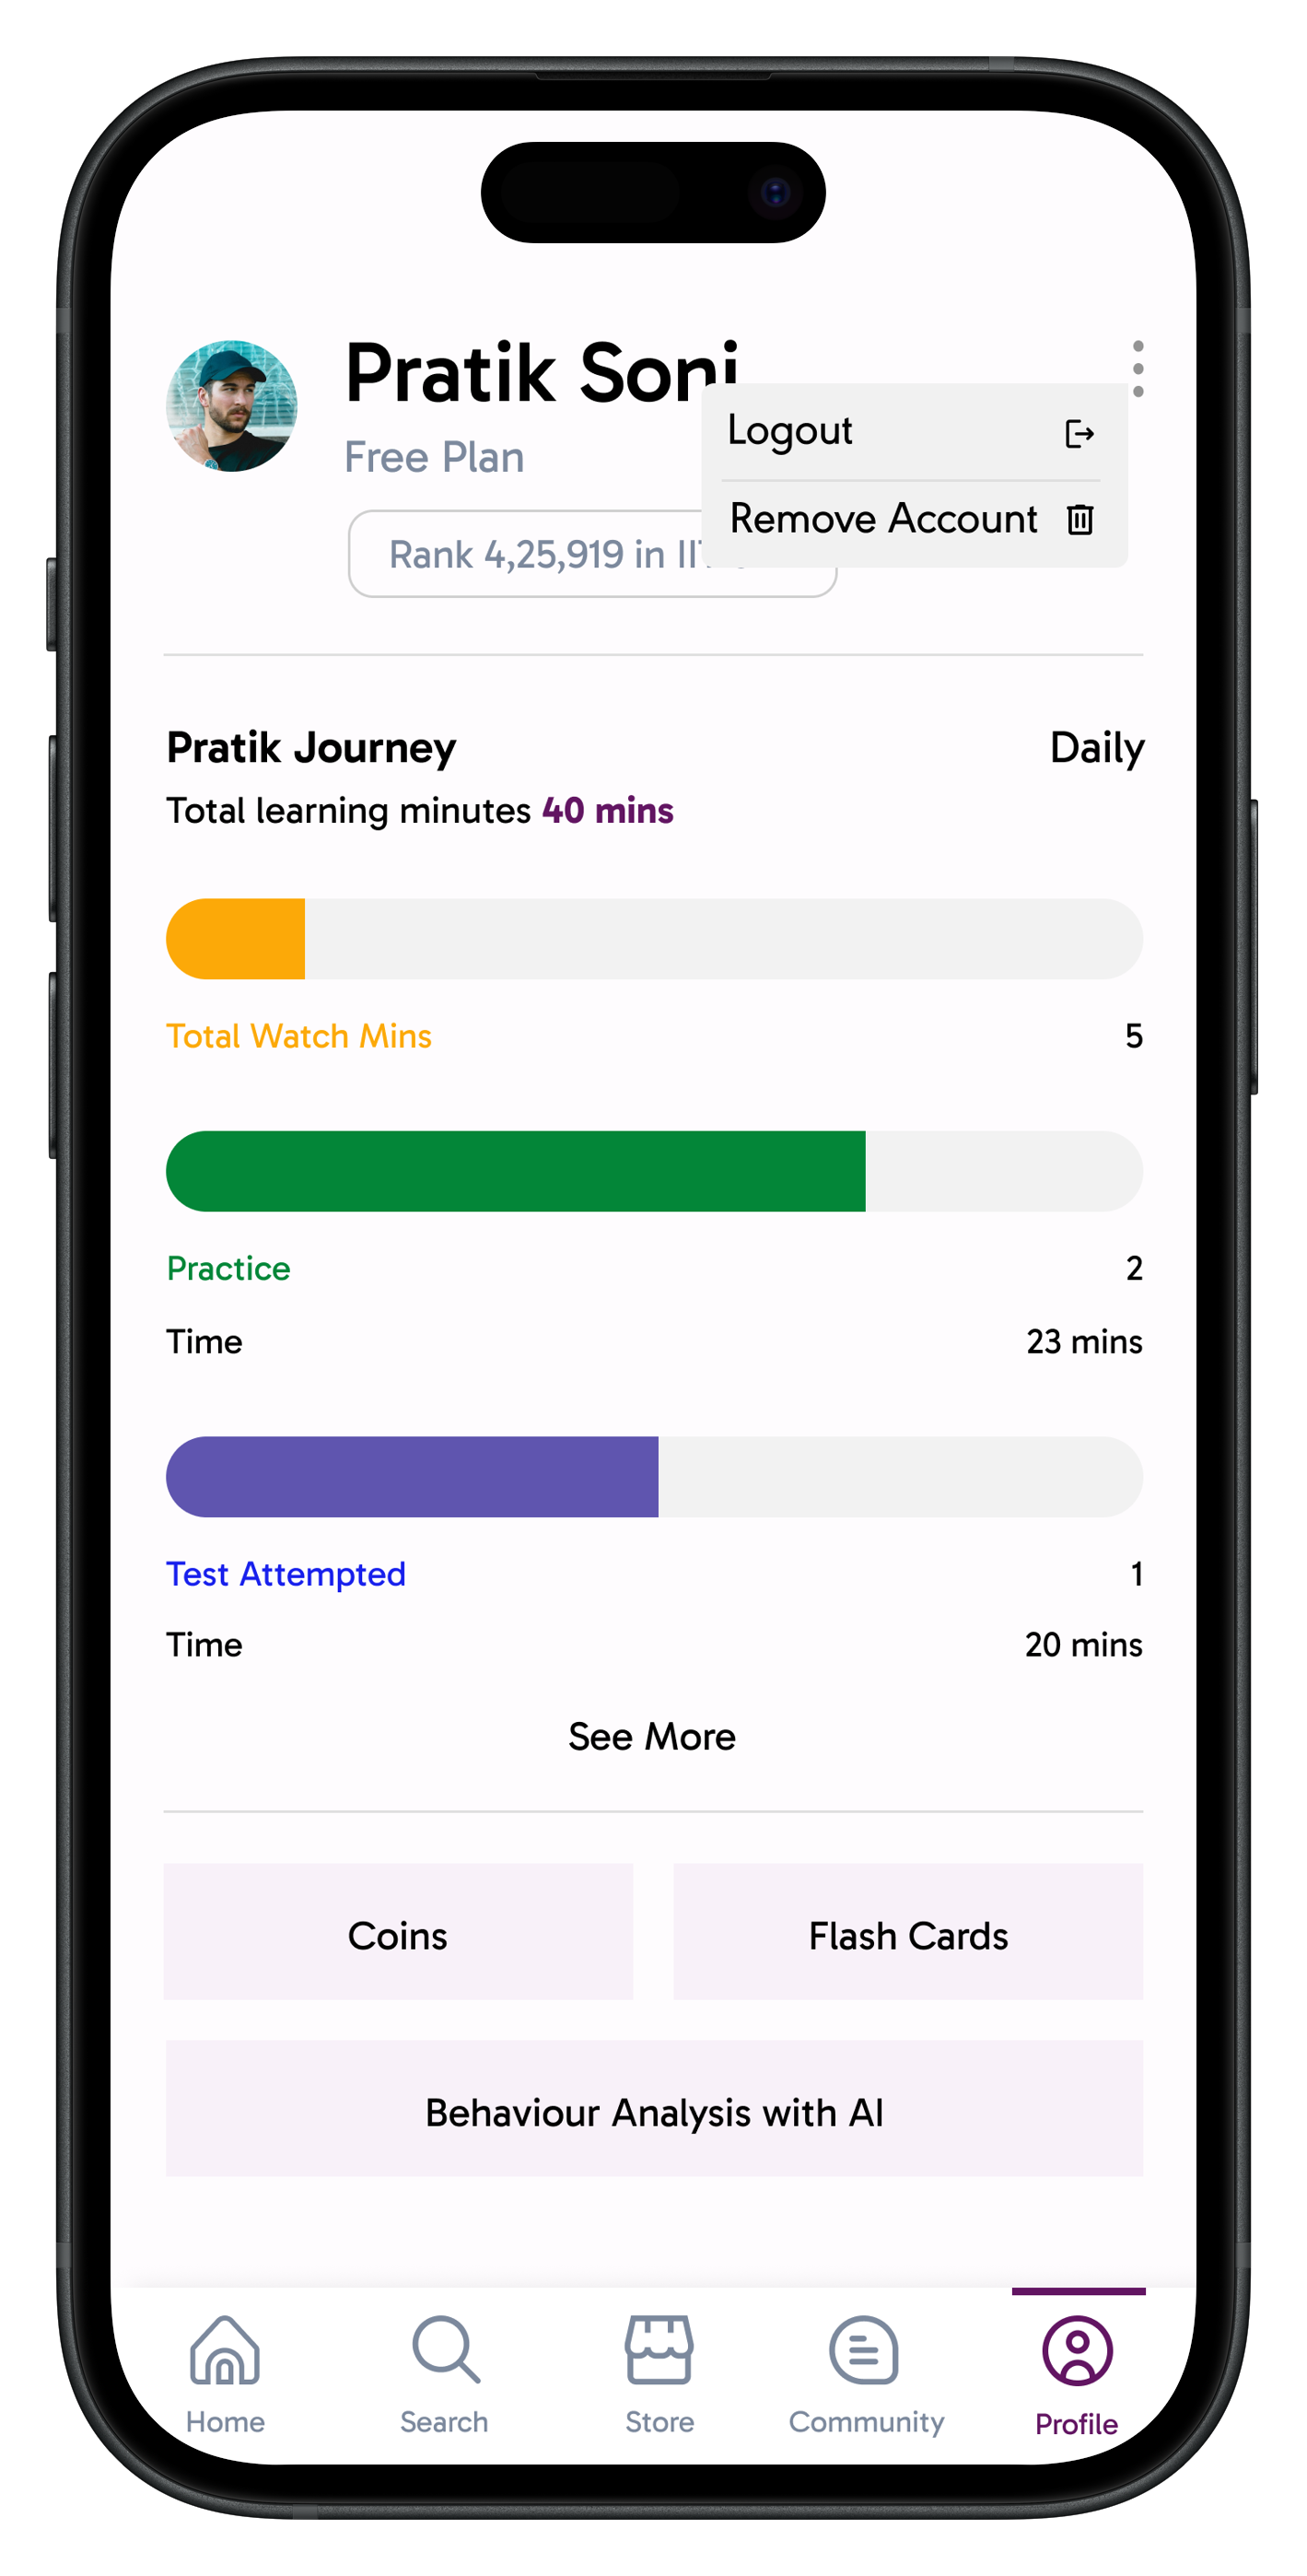 Pratik Soni
Free Plan
Rank 4,25,919 in
Logout
Remove Account
Pratik Journey
Daily
Total learning minutes 40 mins
Total Watch Mins
5
Practice
2
Time
23 mins
Test Attempted
1
Time
20 mins
See More
Coins
Flash Cards
Behaviour Analysis with AI
Home
Search
Store
Community
Profile